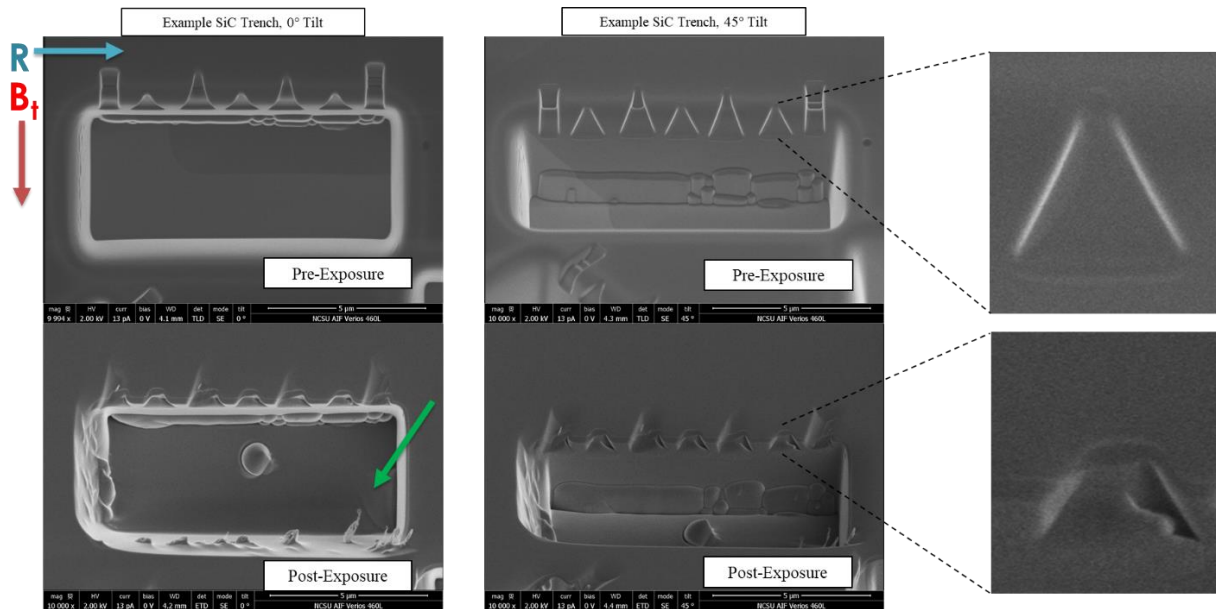 Example SiC Trench, 0° Tilt
Example SiC Trench, 45° Tilt
R
Bt
Pre-Exposure
Pre-Exposure
mag HV curr bias WD det mode tilt 5 μm
9 994 x 2.00 kV 13 pA 0 V 4.1 mm TLD SE 0° NCSU AIF Verios 460L
mag HV curr bias WD det mode tilt 5 μm
10 000 x 2.00 kV 13 pA 0 V 4.3 mm TLD SE 45° NCSU AIF Verios 460L
Post-Exposure
Post-Exposure
mag HV curr bias WD det mode tilt 5 μm
10 000 x 2.00 kV 13 pA 0 V 4.2 mm ETD SE 0° NCSU AIF Verios 460L
mag HV curr bias WD det mode tilt 5 μm
10 000 x 2.00 kV 13 pA 0 V 4.4 mm ETD SE 45° NCSU AIF Verios 460L